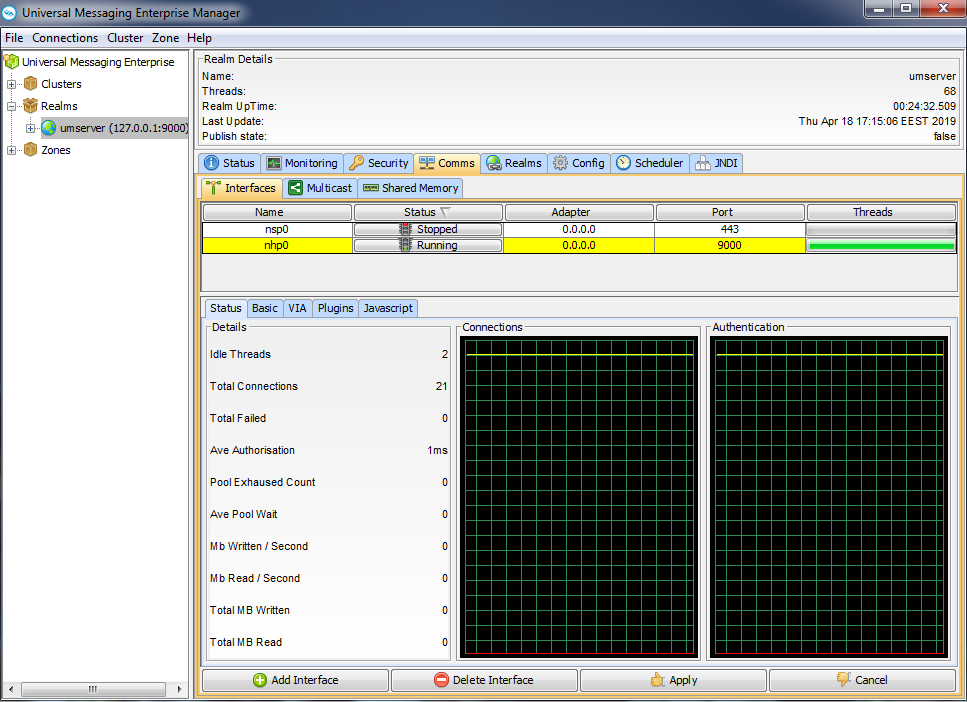 Universal Messaging Enterprise Manager
File Connections Cluster Zone Help
Universal Messaging Enterprise
Clusters
Realms
umserver (127.0.0.1:9000)
Zones
Realm Details
Name: umserver
Threads: 68
Realm UpTime: 00:24:32.509
Last Update: Thu Apr 18 17:15:06 EEST 2019
Publish state: false
Status Monitoring Security Comms Realms Config Scheduler JNDI
Interfaces Multicast Shared Memory
Name Status Adapter Port Threads
nsp0 Stopped 0.0.0.0 443
nhp0 Running 0.0.0.0 9000
Status Basic VIA Plugins Javascript
Details
Idle Threads 2
Total Connections 21
Total Failed 0
Ave Authorisation 1ms
Pool Exhaused Count 0
Ave Pool Wait 0
Mb Written / Second 0
Mb Read / Second 0
Total MB Written 0
Total MB Read 0
Connections
Authentication
Add Interface Delete Interface Apply Cancel